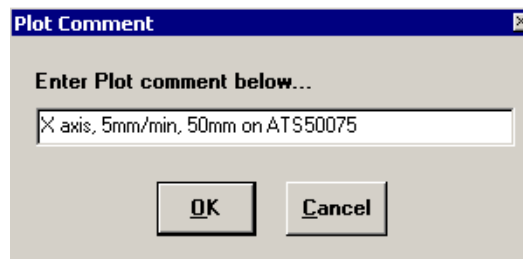 Plot Comment
Enter Plot comment below...
X axis, 5mm/min, 50mm on ATS50075
OK
Cancel